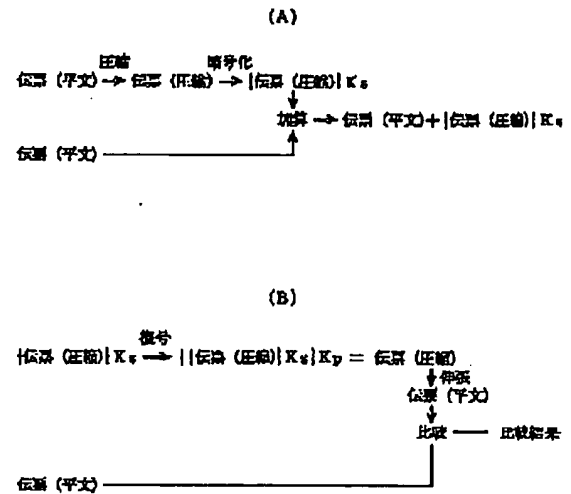 (A)
圧縮 暗号化
伝票 (平文) → 伝票 (圧縮) → {伝票 (圧縮)} Ks
加算 → 伝票 (平文) + {伝票 (圧縮)} Ks
伝票 (平文)
(B)
復号
{伝票 (圧縮)} Ks → {{伝票 (圧縮)} Ks} Kp = 伝票 (圧縮)
伸張
伝票 (平文)
比較 比較結果
伝票 (平文)